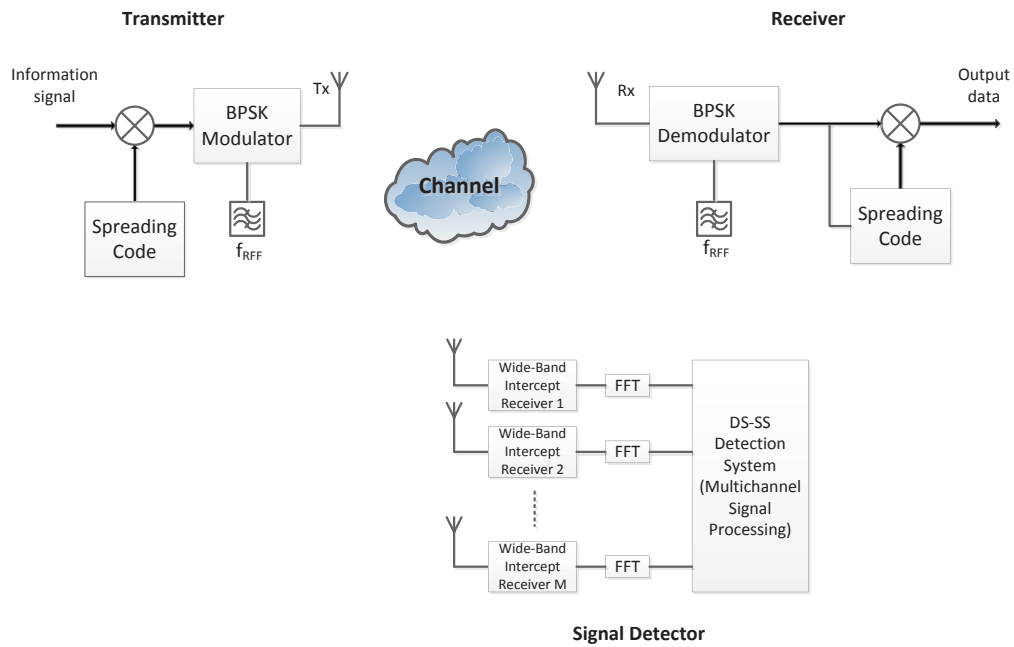 Transmitter
Receiver
Information
signal
Tx
BPSK
Modulator
Spreading
Code
fRFF
Channel
Rx
BPSK
Demodulator
Output
data
Spreading
Code
fRFF
Wide-Band
Intercept
Receiver 1
FFT
Wide-Band
Intercept
Receiver 2
FFT
Wide-Band
Intercept
Receiver M
FFT
DS-SS
Detection
System
(Multichannel
Signal
Processing)
Signal Detector